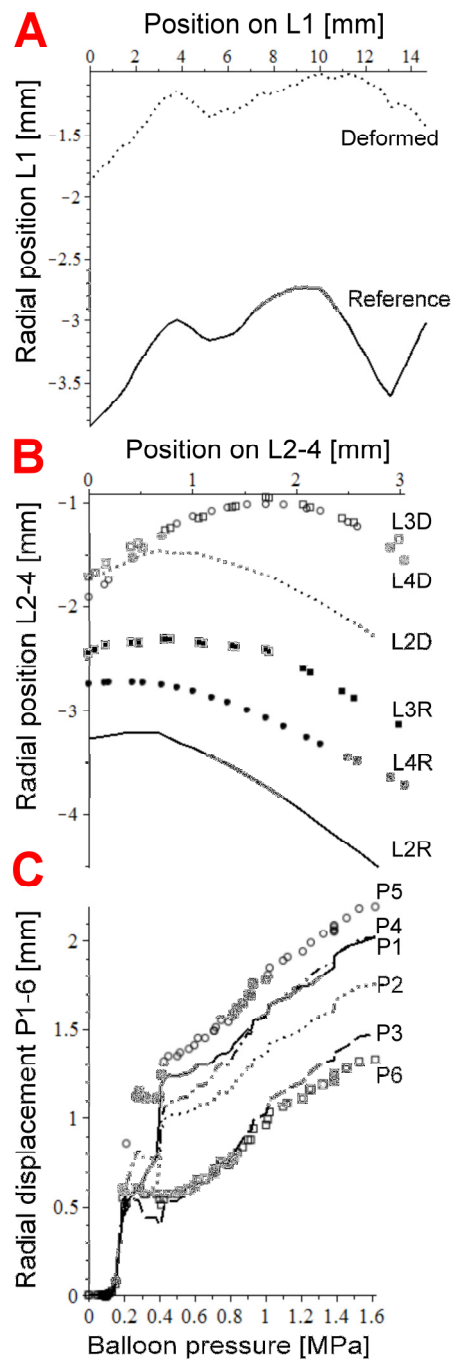 A
Position on L1 [mm]
0 2 4 6 8 10 12 14
Radial position L1 [mm]
-1.5
Deformed
-2
-2.5
Reference
-3
-3.5
B
Position on L2-4 [mm]
0 1 2 3
Radial position L2-4 [mm]
-1
L3D
L4D
-2
L2D
L3R
-3
L4R
-4
L2R
C
Radial displacement P1-6 [mm]
P5
P4
2
P1
P2
1.5
P3
P6
1
0.5
0
0 0.2 0.4 0.6 0.8 1 1.2 1.4 1.6
Balloon pressure [MPa]